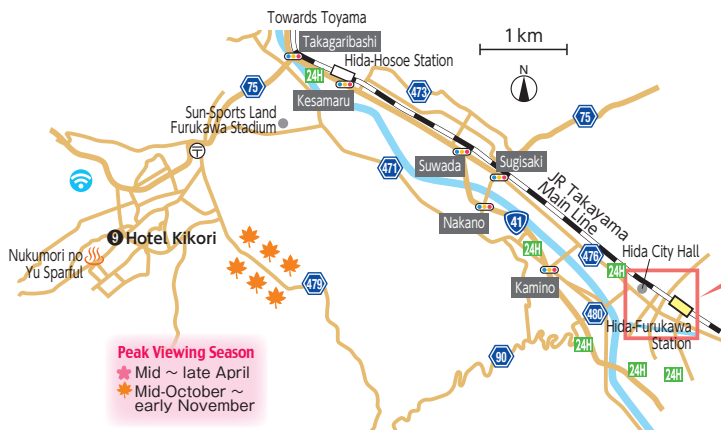 Towards Toyama
Takagaribashi
Hida-Hosoe Station
1 km
N
24H
75
Kesamaru
473
Sun-Sports Land
Furukawa Stadium
75
471
Suwada
Sugisaki
JR Takayama
Main Line
Nakano
41
24H
476
Hida City Hall
24H
9 Hotel Kikori
Nukumori no
Yu Sparful
479
Kamino
480
Hida-Furukawa
Station
24H
90
24H
24H
Peak Viewing Season
Mid ~ late April
Mid-October ~
early November